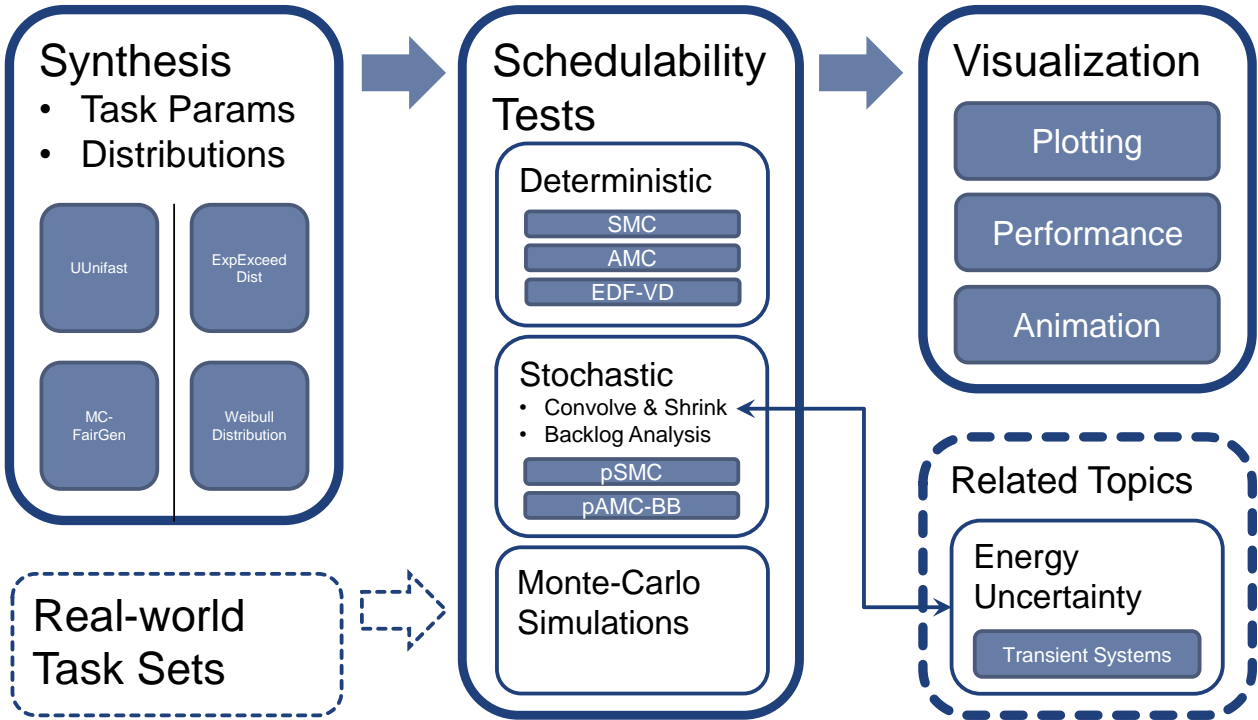 Synthesis
• Task Params
• Distributions
UUnifast
ExpExceed
Dist
MC-
FairGen
Weibull
Distribution
Real-world
Task Sets
Schedulability
Tests
Deterministic
SMC
AMC
EDF-VD
Stochastic
• Convolve & Shrink
• Backlog Analysis
pSMC
pAMC-BB
Monte-Carlo
Simulations
Visualization
Plotting
Performance
Animation
Related Topics
Energy
Uncertainty
Transient Systems